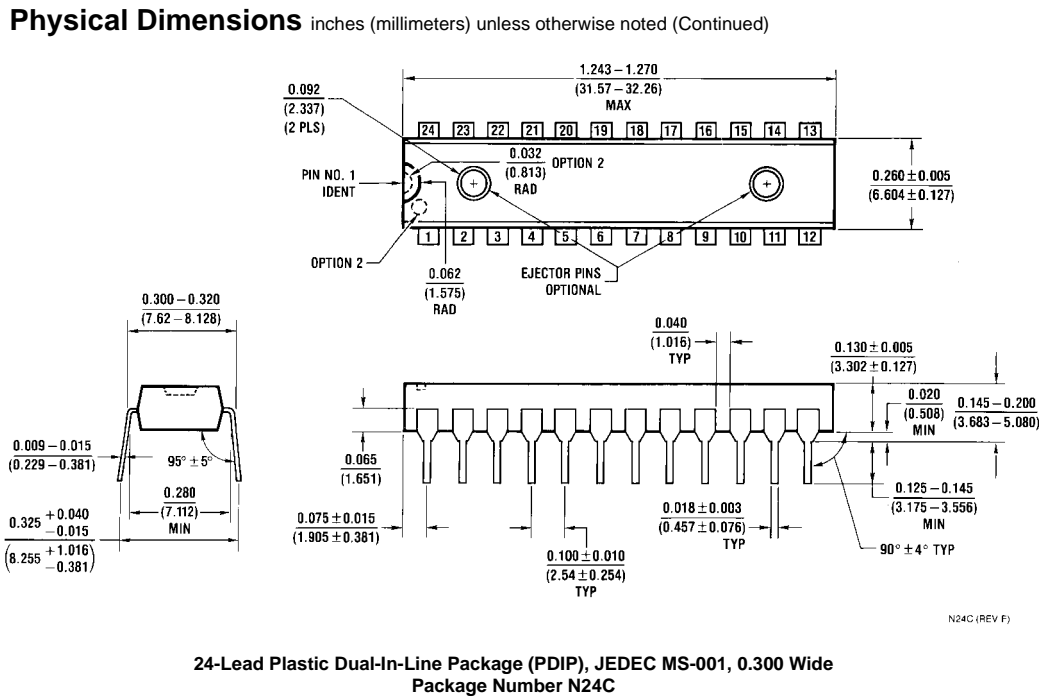 Physical Dimensions inches (millimeters) unless otherwise noted (Continued)
1.243 – 1.270
(31.57 – 32.26)
MAX
0.092
(2.337)
(2 PLS)
24 23 22 21 20 19 18 17 16 15 14 13
0.032
(0.813)
RAD
OPTION 2
PIN NO. 1
IDENT
0.260 ± 0.005
(6.604 ± 0.127)
1 2 3 4 5 6 7 8 9 10 11 12
OPTION 2
0.062
(1.575)
RAD
EJECTOR PINS
OPTIONAL
0.300 – 0.320
(7.62 – 8.128)
0.040
(1.016)
TYP
0.130 ± 0.005
(3.302 ± 0.127)
0.020
(0.508)
MIN
0.145 – 0.200
(3.683 – 5.080)
0.009 – 0.015
(0.229 – 0.381)
95° ± 5°
0.065
(1.651)
0.280
(7.112)
MIN
0.125 – 0.145
(3.175 – 3.556)
MIN
0.325 +0.040
−0.015
(8.255 +1.016
−0.381)
0.075 ± 0.015
(1.905 ± 0.381)
0.018 ± 0.003
(0.457 ± 0.076)
TYP
0.100 ± 0.010
(2.54 ± 0.254)
TYP
90° ± 4° TYP
N24C (REV F)
24-Lead Plastic Dual-In-Line Package (PDIP), JEDEC MS-001, 0.300 Wide
Package Number N24C